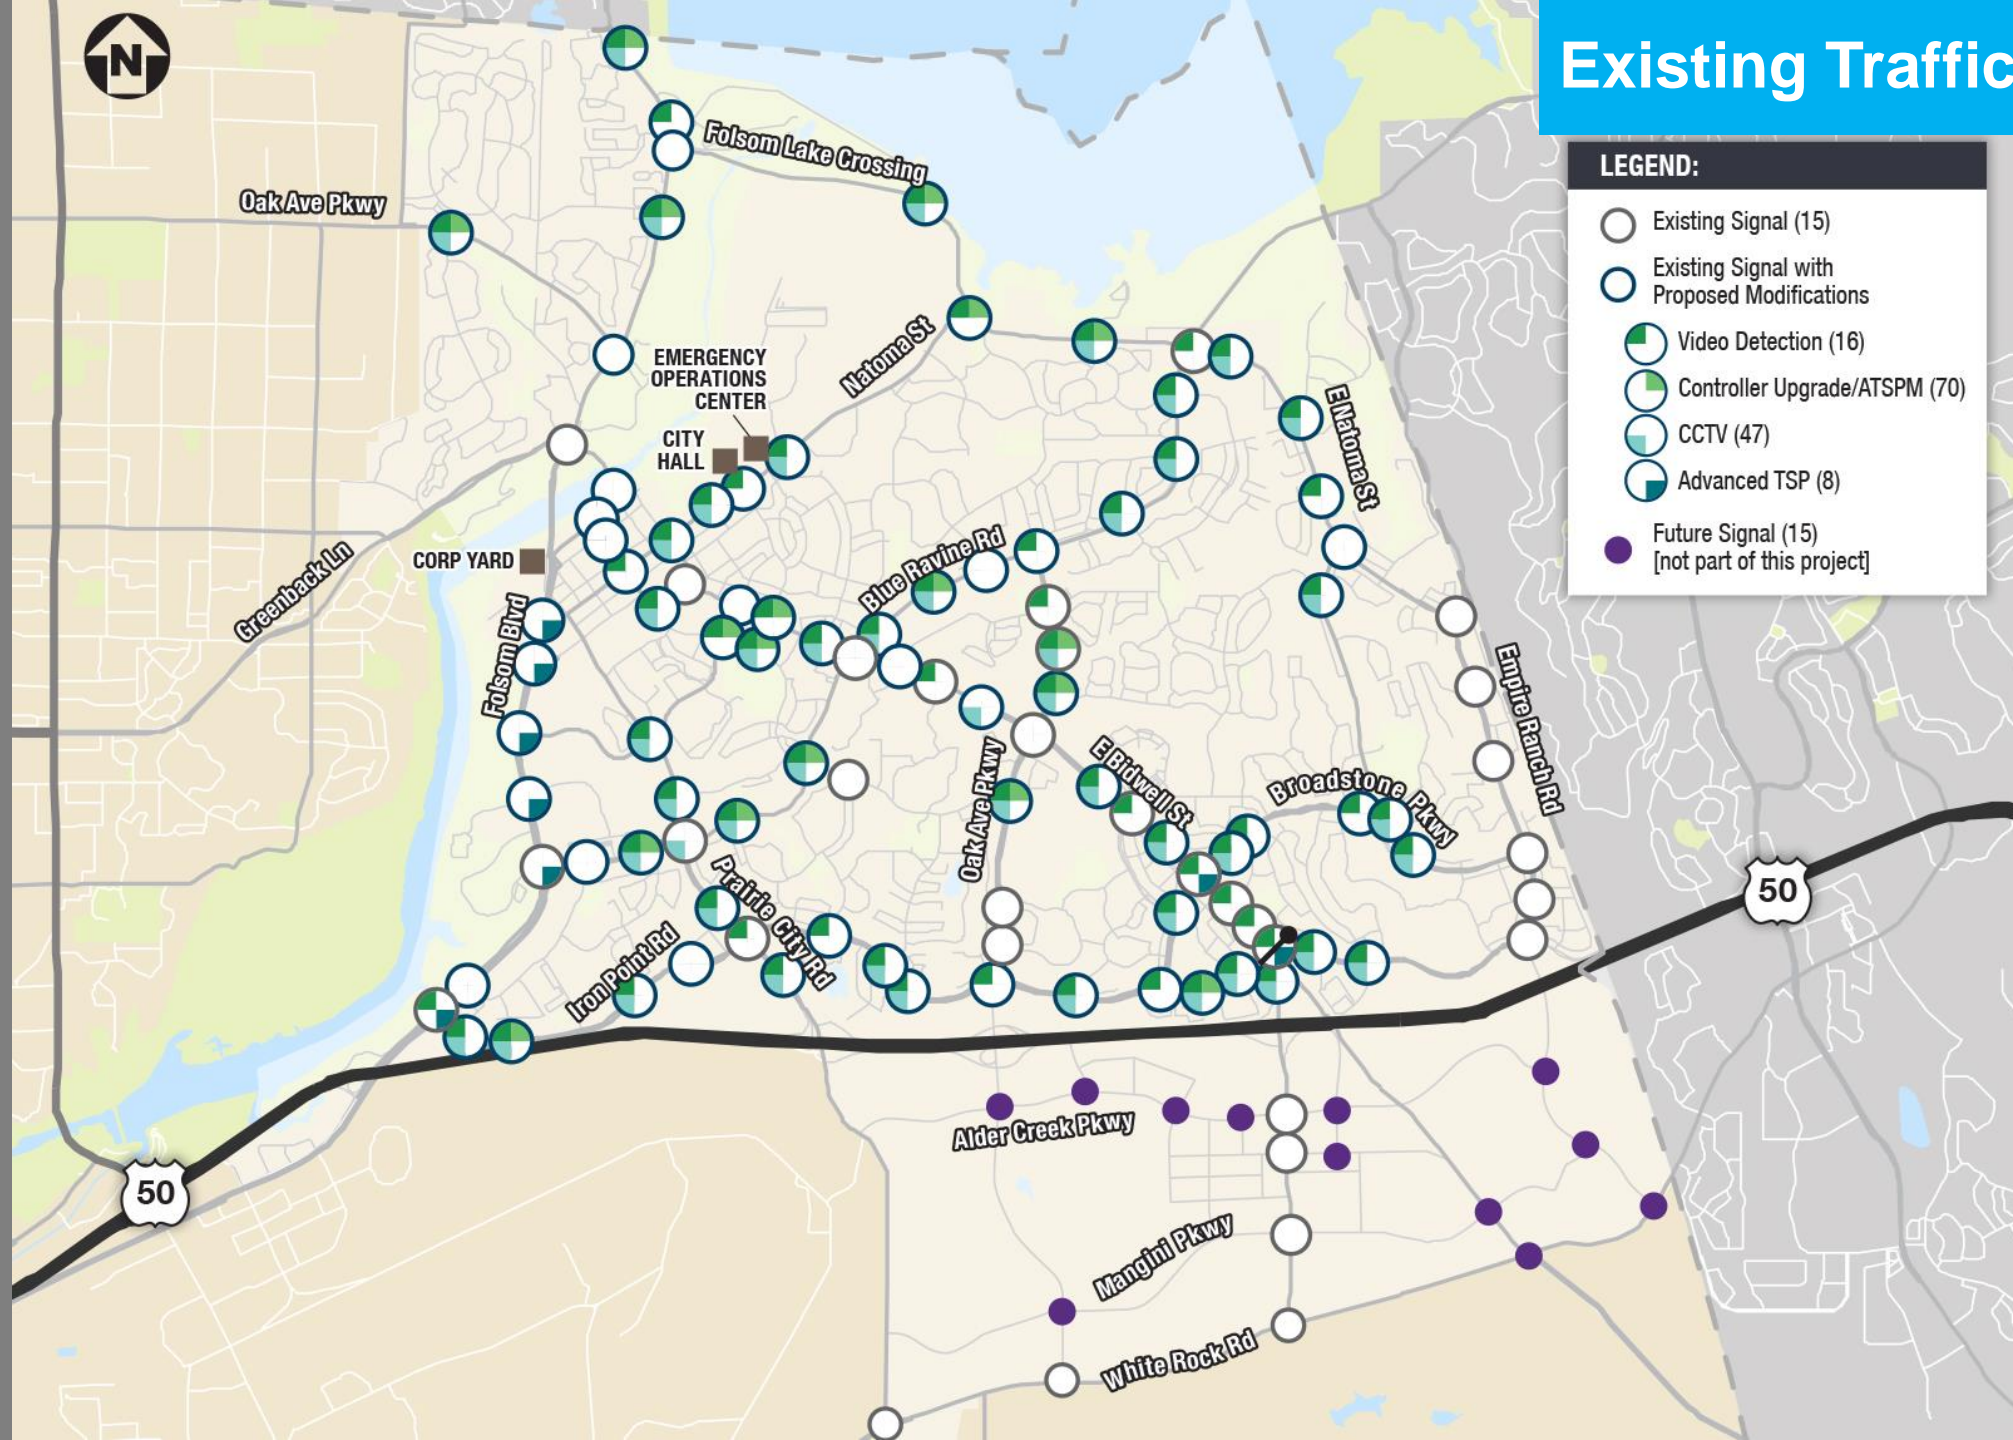 Existing Traffic
N
LEGEND:
Existing Signal (15)
Existing Signal with
Proposed Modifications
Video Detection (16)
Controller Upgrade/ATSPM (70)
CCTV (47)
Advanced TSP (8)
Future Signal (15)
[not part of this project]
Folsom Lake Crossing
Oak Ave Pkwy
Natoma St
EMERGENCY
OPERATIONS
CENTER
CITY
HALL
E Natoma St
CORP YARD
Greenback Ln
Blue Ravine Rd
Folsom Blvd
Empire Ranch Rd
Oak Ave Pkwy
E Bidwell St
Broadstone Pkwy
Prairie City Rd
Iron Point Rd
50
Alder Creek Pkwy
50
Mangini Pkwy
White Rock Rd